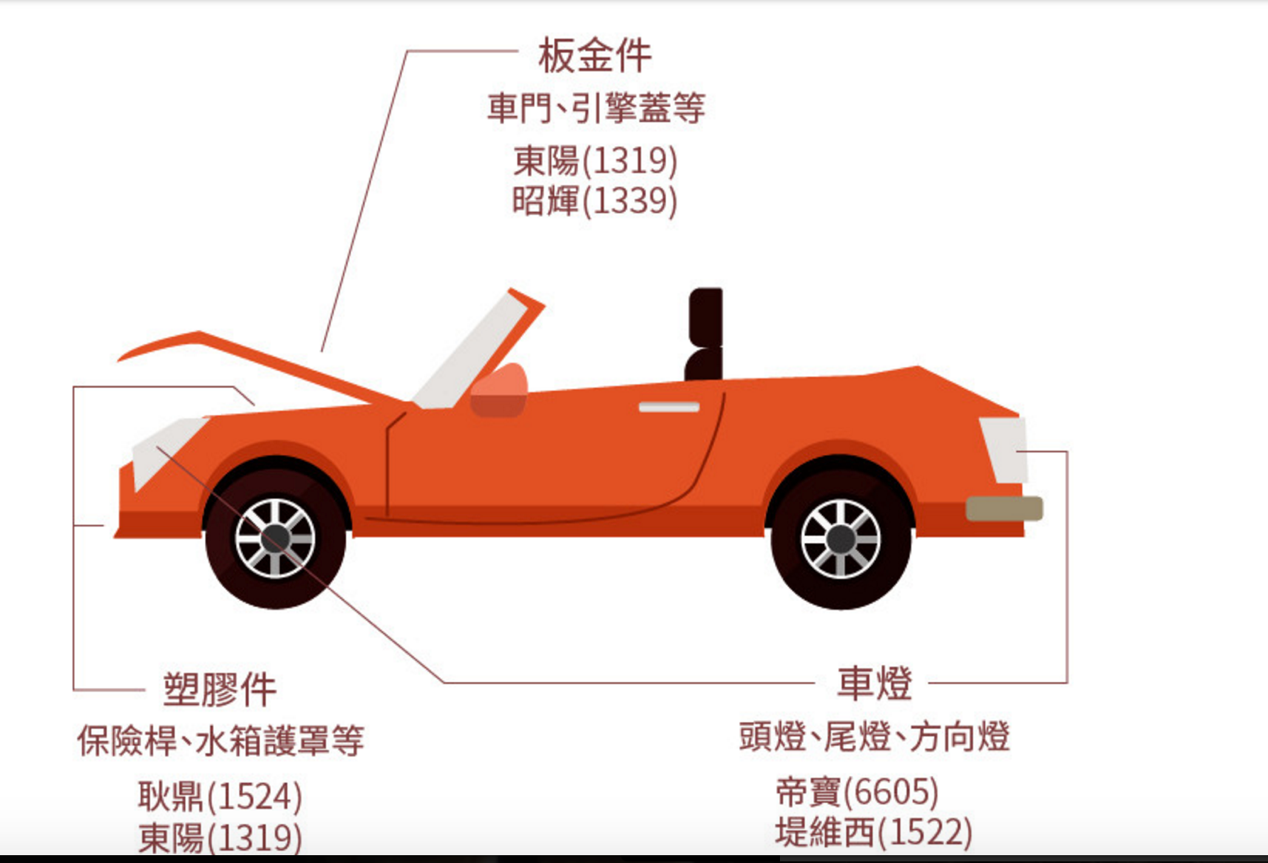 板金件
車門、引擎蓋等
東陽(1319)
昭輝(1339)
塑膠件
保險桿、水箱護罩等
耿鼎(1524)
東陽(1319)
車燈
頭燈、尾燈、方向燈
帝寶(6605)
堤維西(1522)